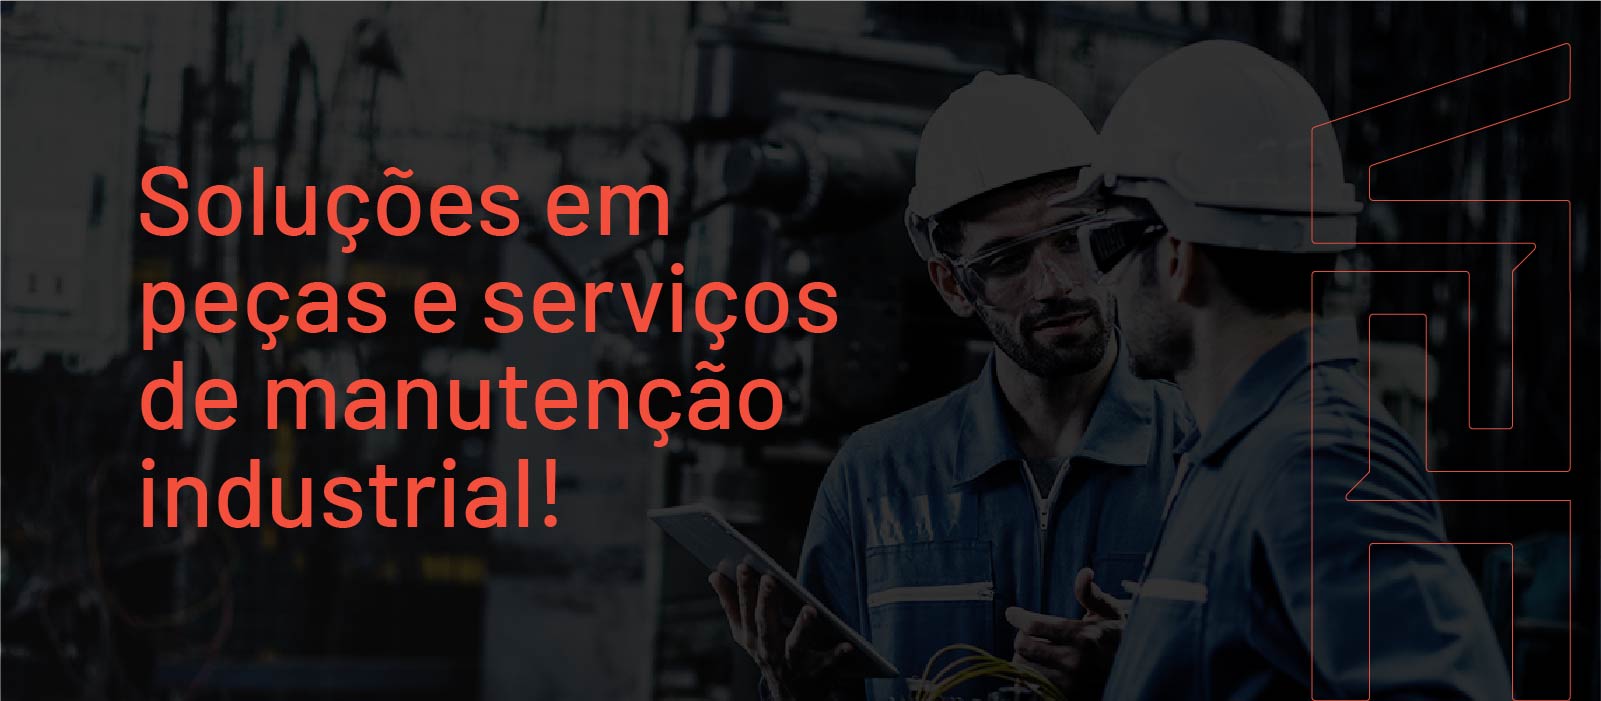 Soluções em
peças e serviços
de manutenção
industrial!